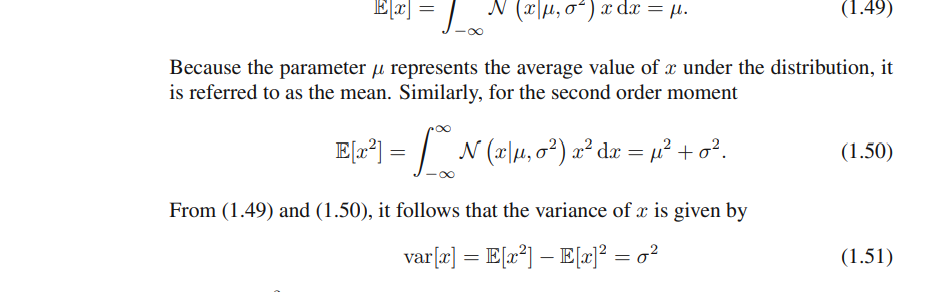 𝔼[x] = ∫_{−∞}^{∞} 𝒩(x|μ, σ²) x dx = μ. (1.49)
Because the parameter μ represents the average value of x under the distribution, it
is referred to as the mean. Similarly, for the second order moment
𝔼[x²] = ∫_{−∞}^{∞} 𝒩(x|μ, σ²) x² dx = μ² + σ². (1.50)
From (1.49) and (1.50), it follows that the variance of x is given by
var[x] = 𝔼[x²] − 𝔼[x]² = σ² (1.51)